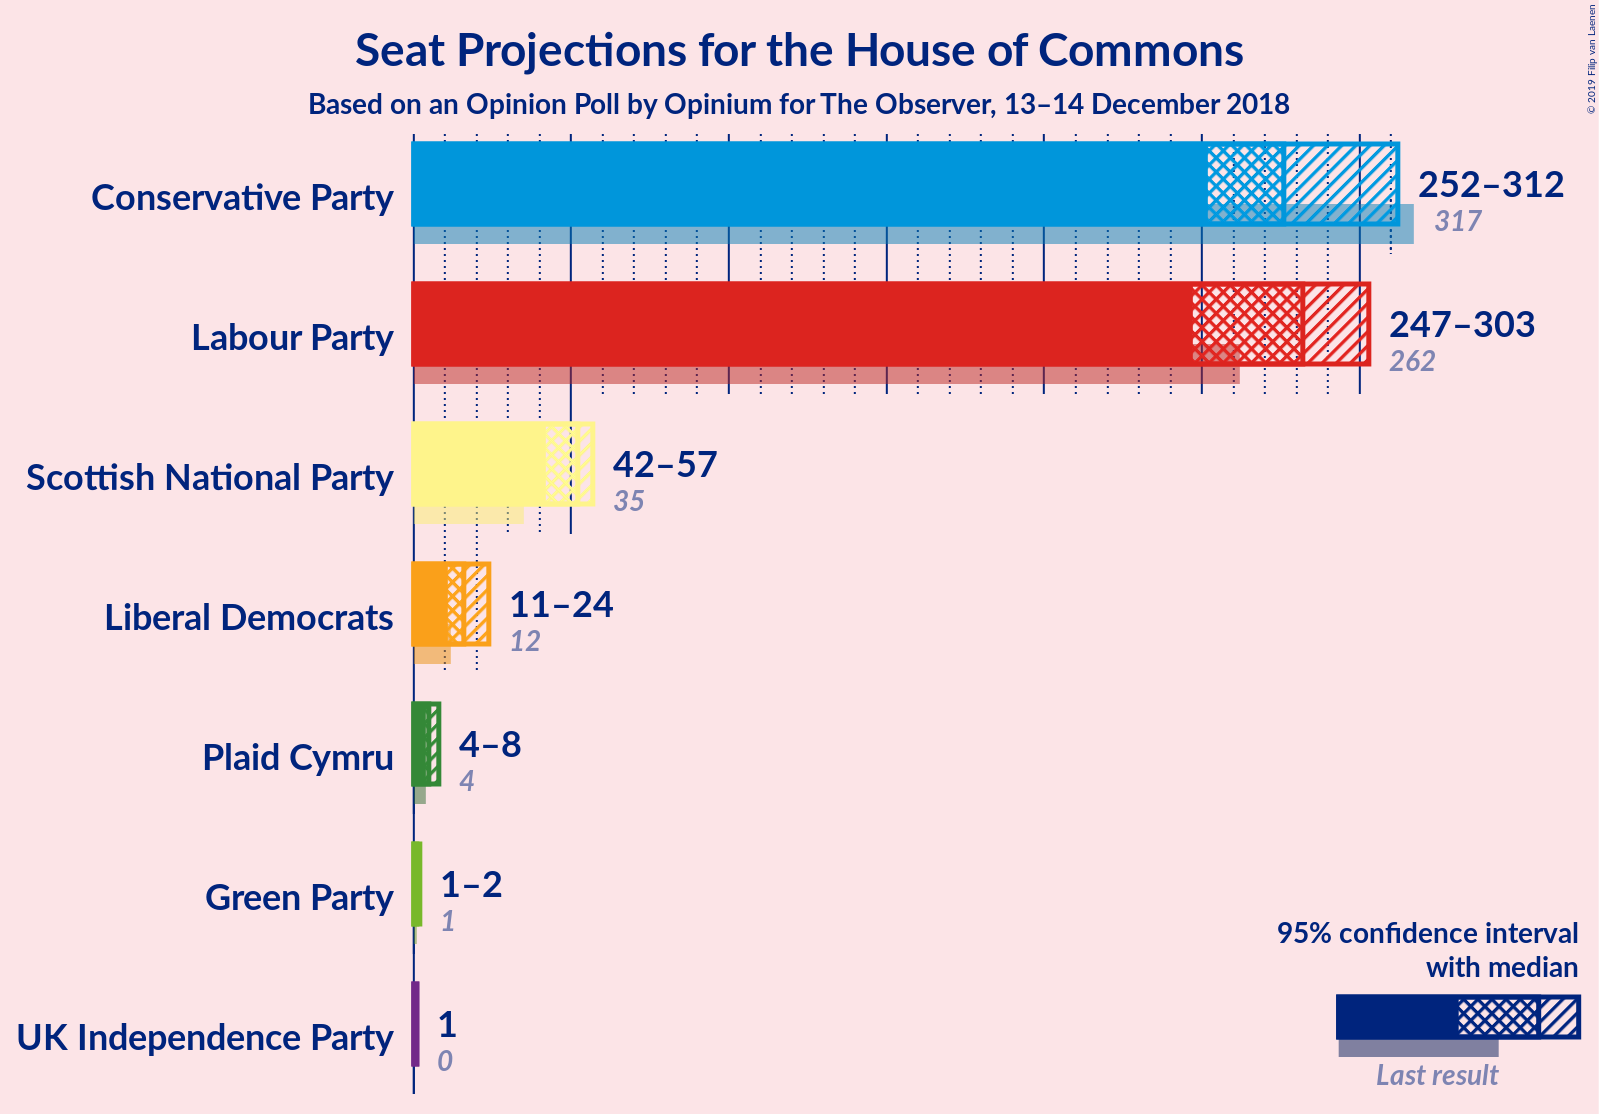 Seat Projections for the House of Commons
Based on an Opinion Poll by Opinium for The Observer, 13–14 December 2018
© 2019 Filip van Laenen
Conservative Party
252–312
317
Labour Party
247–303
262
Scottish National Party
42–57
35
Liberal Democrats
11–24
12
Plaid Cymru
4–8
4
Green Party
1–2
1
UK Independence Party
1
0
95% confidence interval
with median
Last result